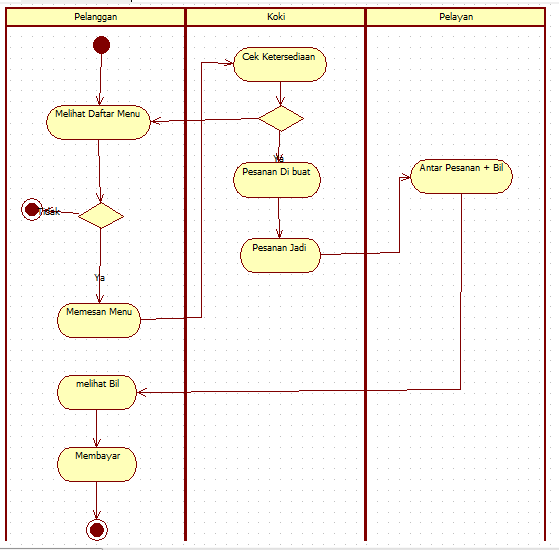 Pelanggan
Koki
Pelayan
Cek Ketersediaan
Melihat Daftar Menu
Ya
Pesanan Di buat
Antar Pesanan + Bil
Tidak
Pesanan Jadi
Ya
Memesan Menu
melihat Bil
Membayar